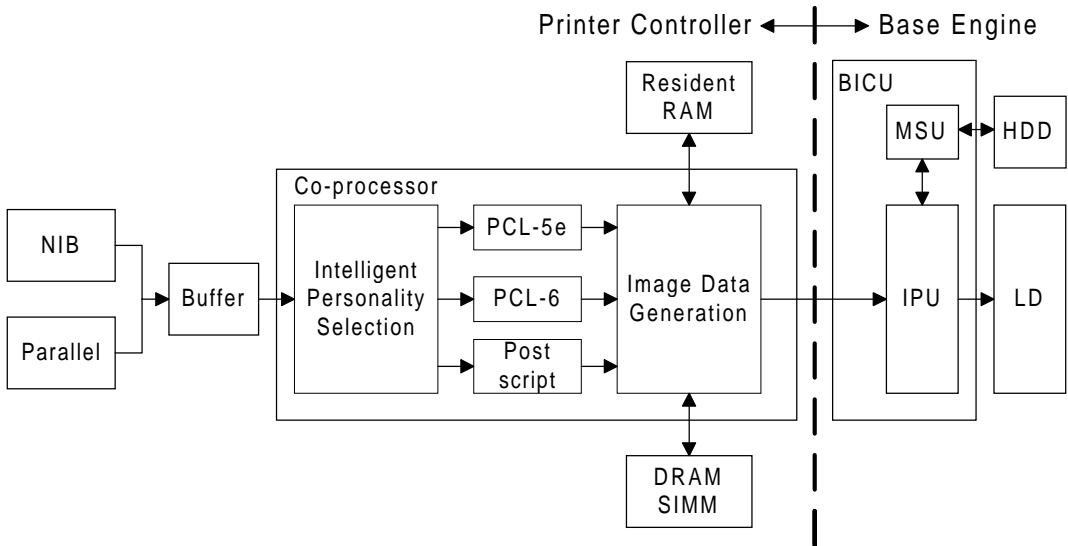 Printer Controller
Base Engine
Resident
RAM
BICU
MSU
HDD
Co-processor
NIB
Parallel
Buffer
Intelligent
Personality
Selection
PCL-5e
PCL-6
Post
script
Image Data
Generation
IPU
LD
DRAM
SIMM